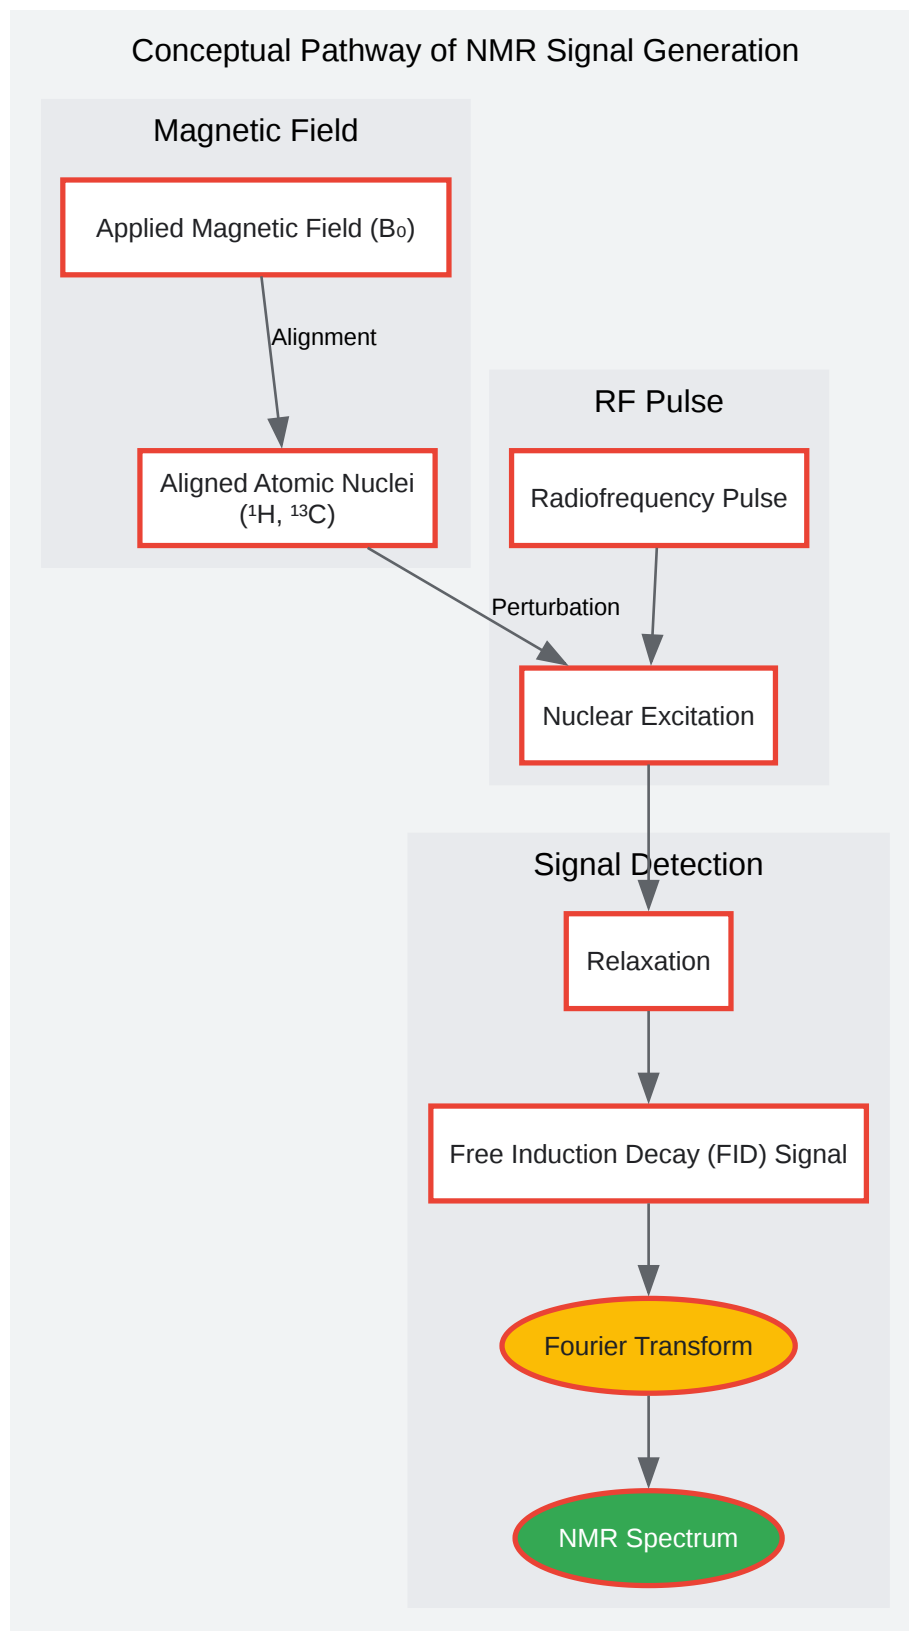 Conceptual Pathway of NMR Signal Generation
Magnetic Field
Applied Magnetic Field (B₀)
Alignment
Aligned Atomic Nuclei
(¹H, ¹³C)
RF Pulse
Radiofrequency Pulse
Perturbation
Nuclear Excitation
Signal Detection
Relaxation
Free Induction Decay (FID) Signal
Fourier Transform
NMR Spectrum